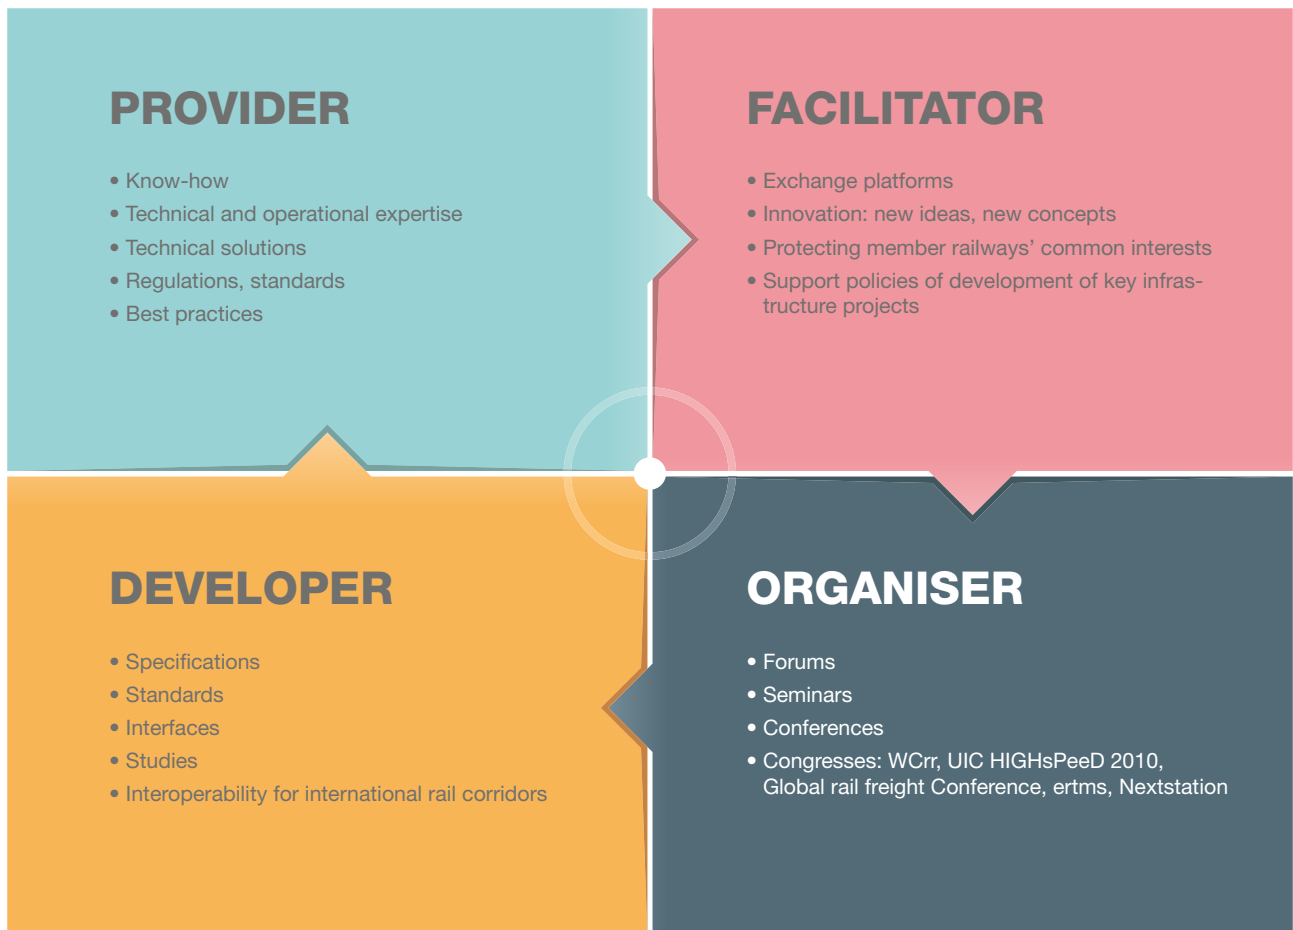 PROVIDER
• Know-how
• Technical and operational expertise
• Technical solutions
• Regulations, standards
• Best practices
FACILITATOR
• Exchange platforms
• Innovation: new ideas, new concepts
• Protecting member railways’ common interests
• Support policies of development of key infras-
tructure projects
DEVELOPER
• Specifications
• Standards
• Interfaces
• Studies
• Interoperability for international rail corridors
ORGANISER
• Forums
• Seminars
• Conferences
• Congresses: WCrr, UIC HIGHsPeeD 2010,
Global rail freight Conference, ertms, Nextstation